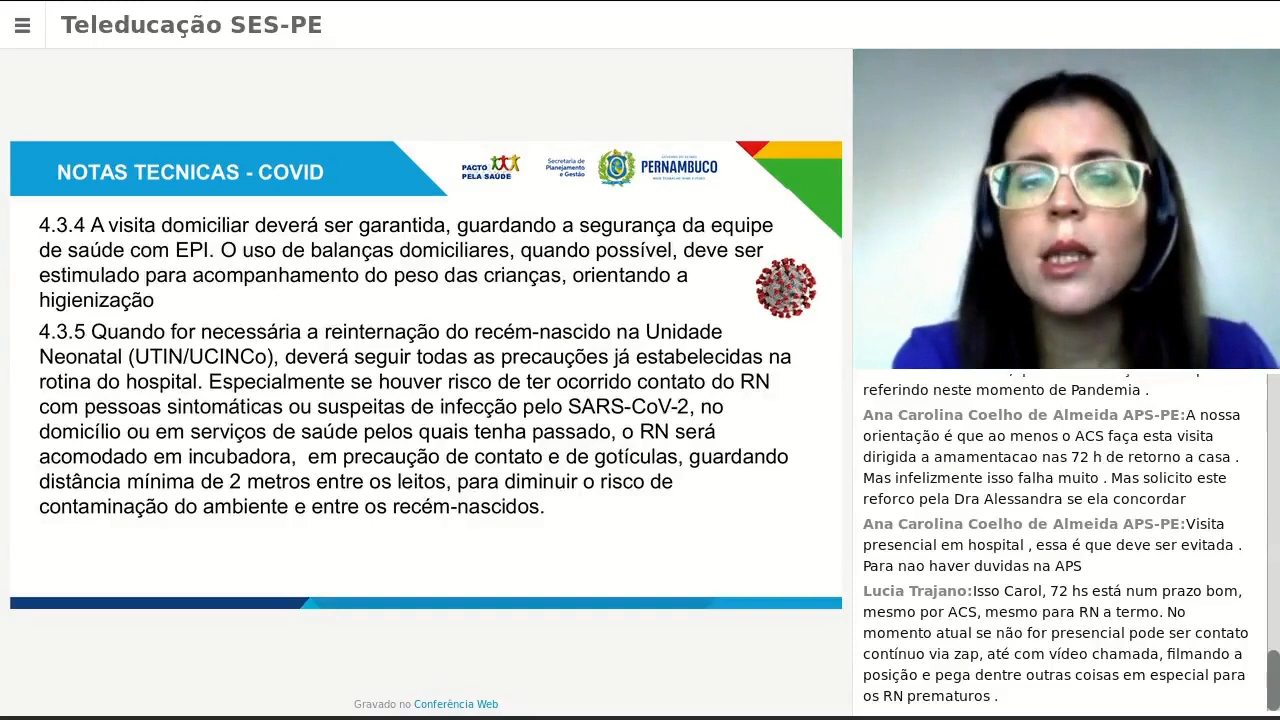 Teleducação SES-PE
NOTAS TECNICAS - COVID
PACTO
PELA SAÚDE
Secretaria de
Planejamento
e Gestão
PERNAMBUCO
4.3.4 A visita domiciliar deverá ser garantida, guardando a segurança da equipe
de saúde com EPI. O uso de balanças domiciliares, quando possível, deve ser
estimulado para acompanhamento do peso das crianças, orientando a
higienização
4.3.5 Quando for necessária a reinternação do recém-nascido na Unidade
Neonatal (UTIN/UCINCo), deverá seguir todas as precauções já estabelecidas na
rotina do hospital. Especialmente se houver risco de ter ocorrido contato do RN
com pessoas sintomáticas ou suspeitas de infecção pelo SARS-CoV-2, no
domicílio ou em serviços de saúde pelos quais tenha passado, o RN será
acomodado em incubadora,  em precaução de contato e de gotículas, guardando
distância mínima de 2 metros entre os leitos, para diminuir o risco de
contaminação do ambiente e entre os recém-nascidos.
Gravado no Conferência Web
referindo neste momento de Pandemia .
Ana Carolina Coelho de Almeida APS-PE:A nossa
orientação é que ao menos o ACS faça esta visita
dirigida a amamentacao nas 72 h de retorno a casa .
Mas infelizmente isso falha muito . Mas solicito este
reforco pela Dra Alessandra se ela concordar
Ana Carolina Coelho de Almeida APS-PE:Visita
presencial em hospital , essa é que deve ser evitada .
Para nao haver duvidas na APS
Lucia Trajano:Isso Carol, 72 hs está num prazo bom,
mesmo por ACS, mesmo para RN a termo. No
momento atual se não for presencial pode ser contato
contínuo via zap, até com vídeo chamada, filmando a
posição e pega dentre outras coisas em especial para
os RN prematuros .